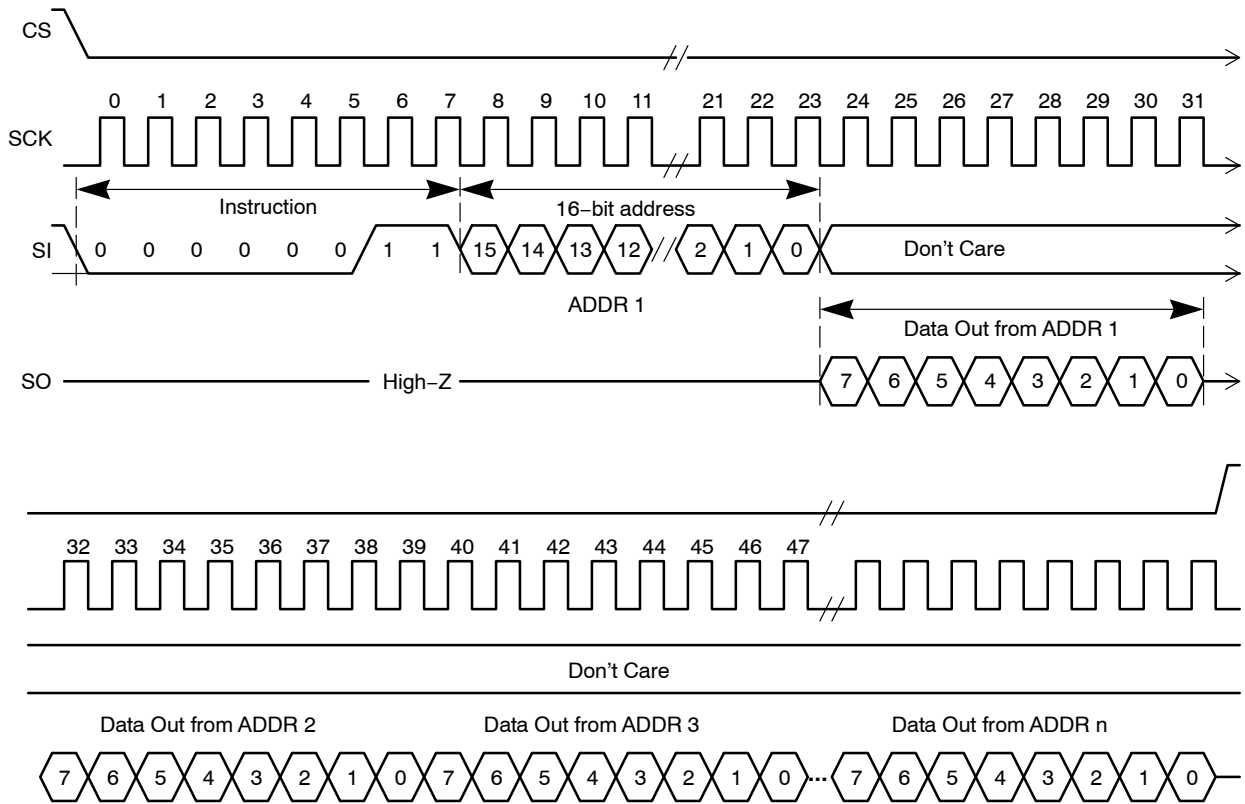 CS
0 1 2 3 4 5 6 7 8 9 10 11 21 22 23 24 25 26 27 28 29 30 31
SCK
Instruction 16−bit address
SI 0 0 0 0 0 0 1 1 15 14 13 12 2 1 0 Don't Care
ADDR 1
Data Out from ADDR 1
SO High−Z 7 6 5 4 3 2 1 0
32 33 34 35 36 37 38 39 40 41 42 43 44 45 46 47
Don't Care
Data Out from ADDR 2 Data Out from ADDR 3 Data Out from ADDR n
7 6 5 4 3 2 1 0 7 6 5 4 3 2 1 0 ... 7 6 5 4 3 2 1 0